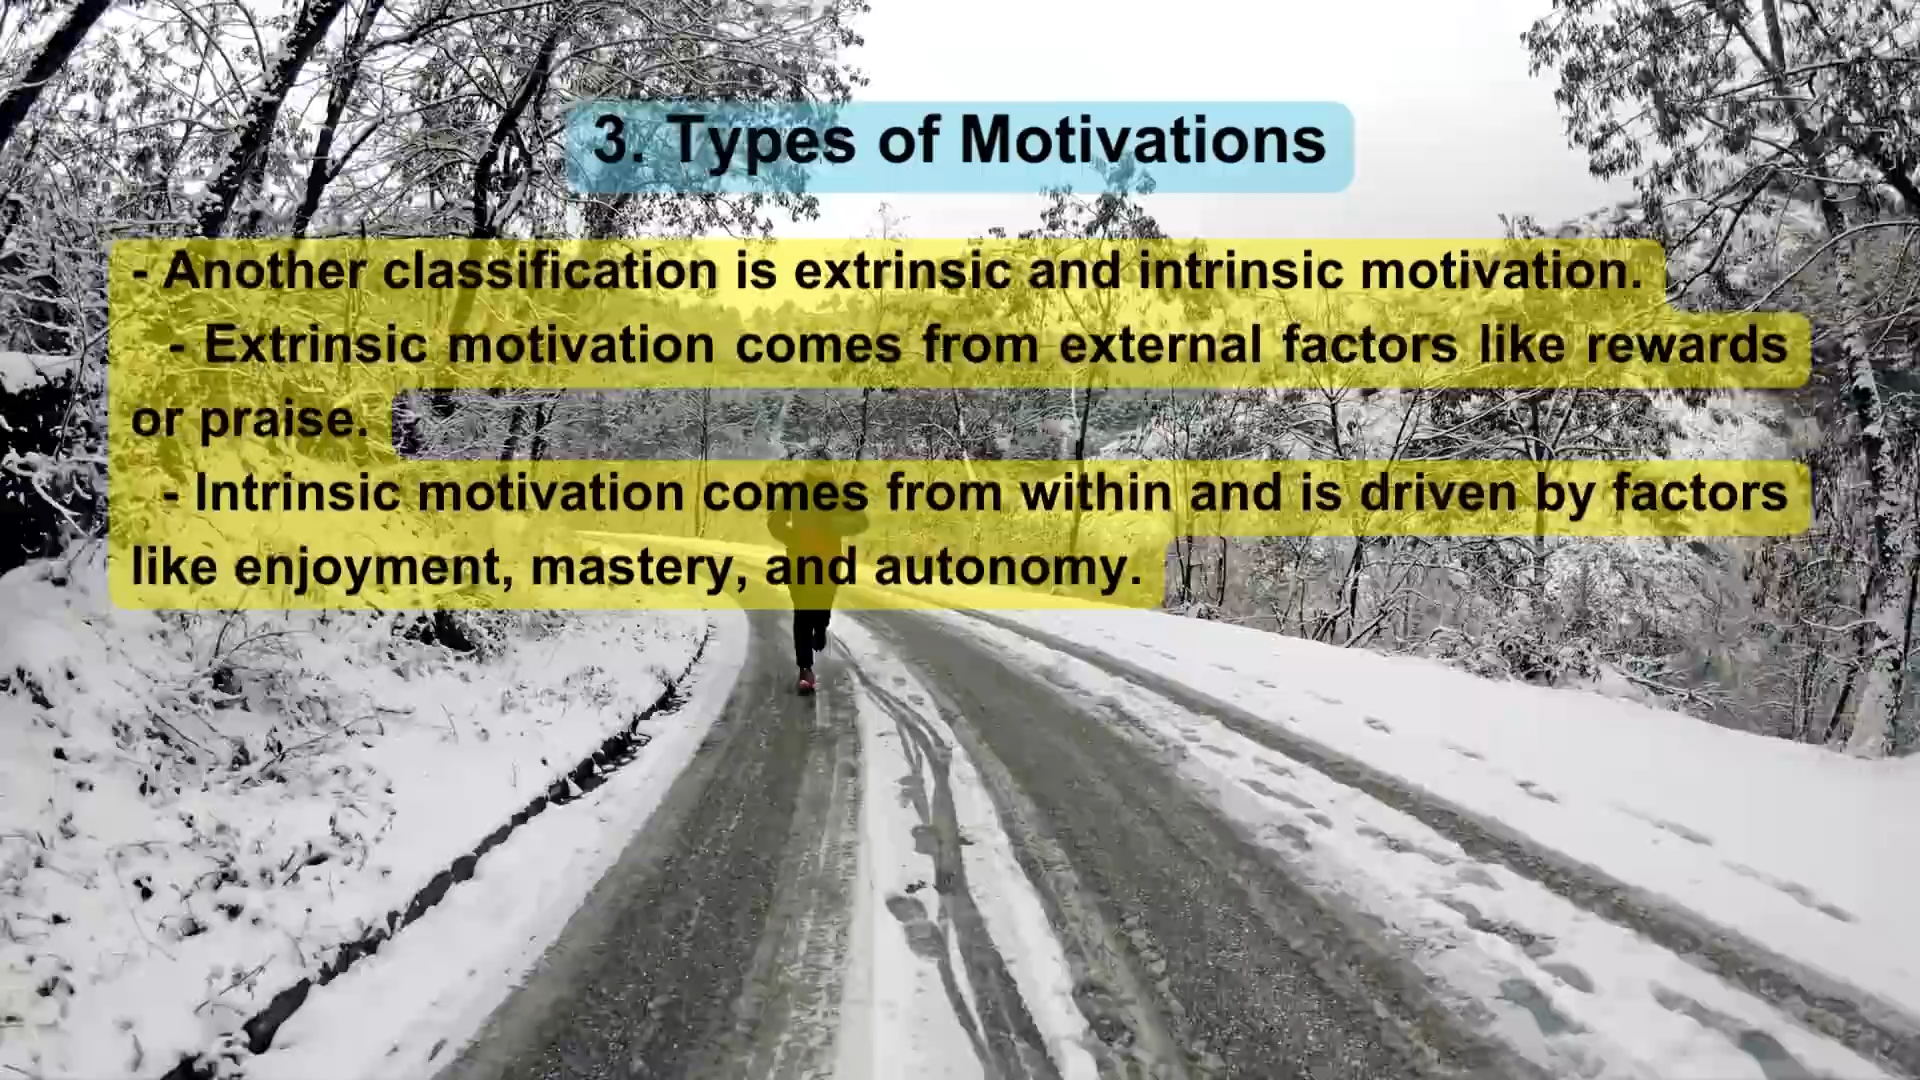 3. Types of Motivations
- Another classification is extrinsic and intrinsic motivation.
- Extrinsic motivation comes from external factors like rewards
or praise.
- Intrinsic motivation comes from within and is driven by factors
like enjoyment, mastery, and autonomy.